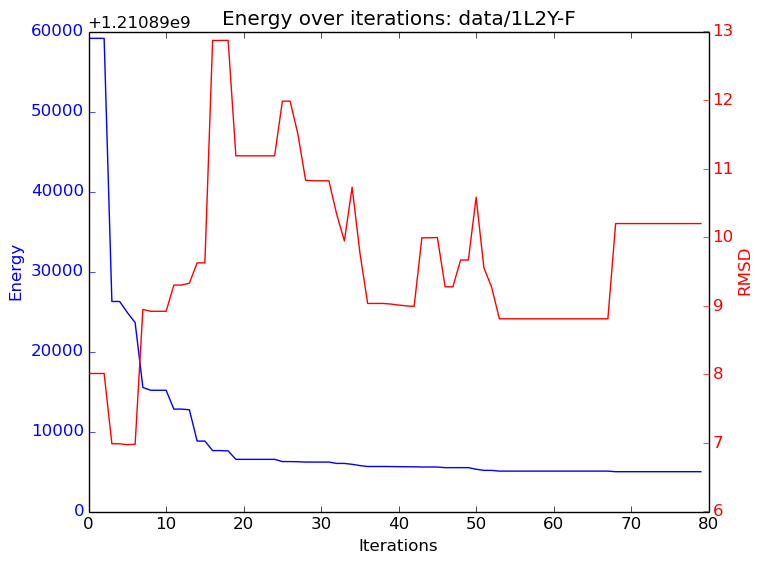 Energy over iterations: data/1L2Y-F
+1.21089e9
60000
50000
40000
30000
20000
10000
0
Energy
13
12
11
10
9
8
7
6
RMSD
0 10 20 30 40 50 60 70 80
Iterations